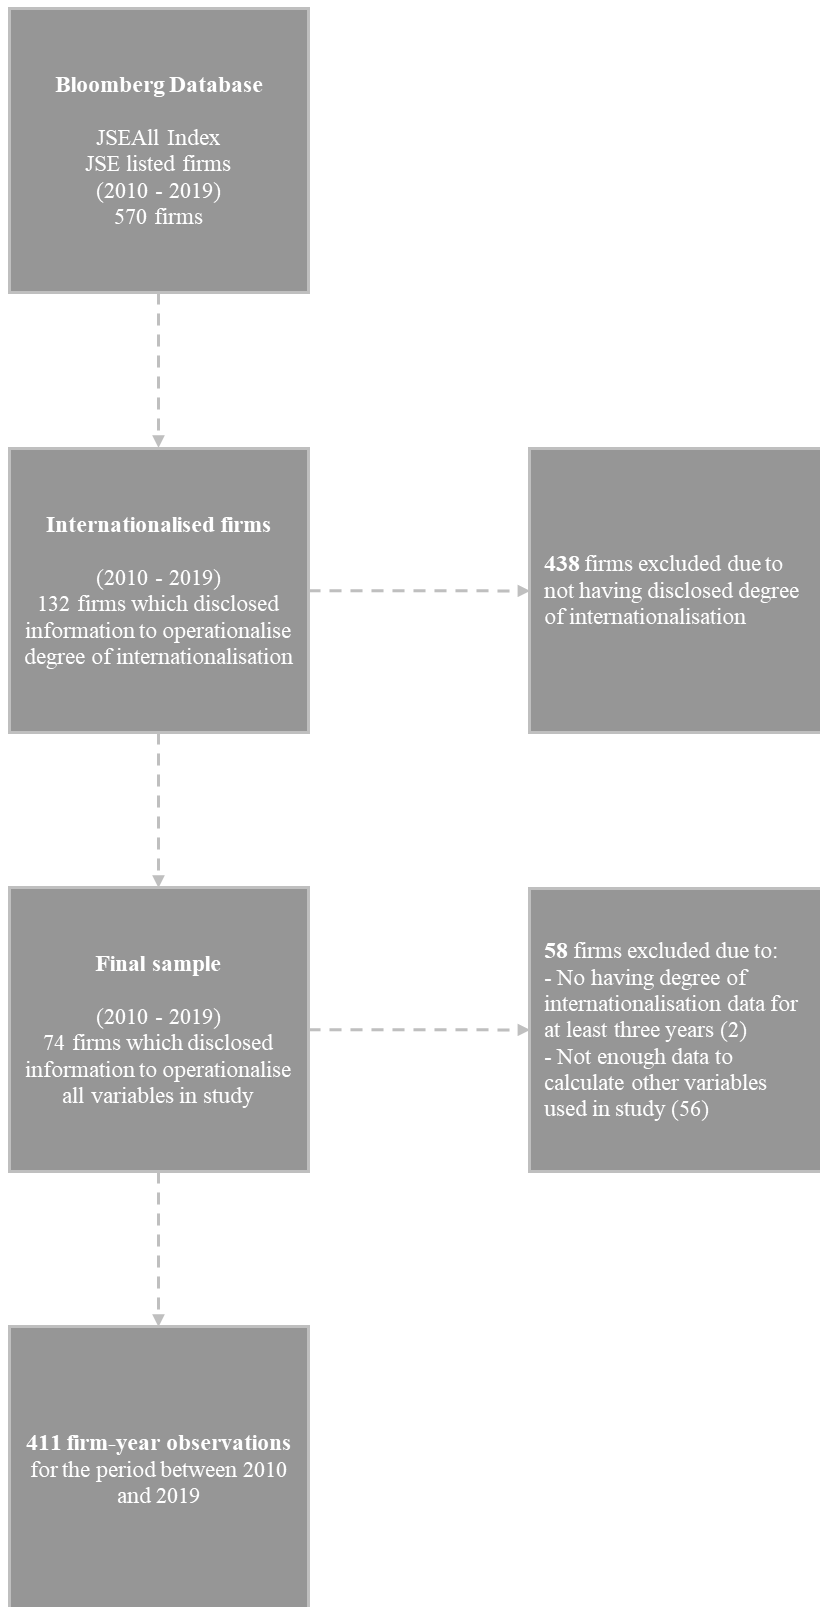 Bloomberg Database
JSEAll Index
JSE listed firms
(2010 - 2019)
570 firms
Internationalised firms
(2010 - 2019)
132 firms which disclosed
information to operationalise
degree of internationalisation
438 firms excluded due to
not having disclosed degree
of internationalisation
Final sample
(2010 - 2019)
74 firms which disclosed
information to operationalise
all variables in study
58 firms excluded due to:
- No having degree of
internationalisation data for
at least three years (2)
- Not enough data to
calculate other variables
used in study (56)
411 firm-year observations
for the period between 2010
and 2019